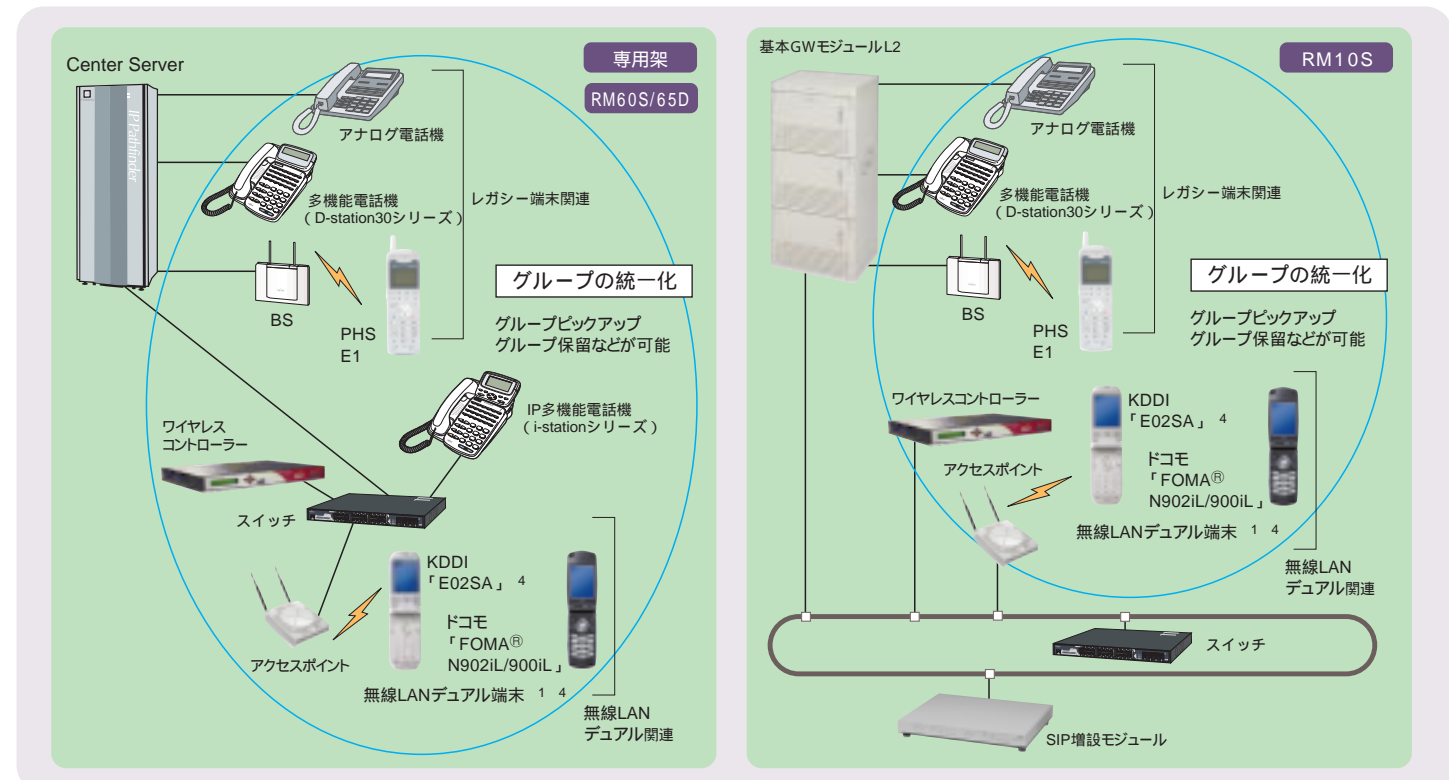 Center Server
専用架
RM60S/65D
IP Pathfinder
アナログ電話機
多機能電話機
（D-station30シリーズ）
レガシー端末関連
BS
PHS
E1
グループの統一化
グループピックアップ
グループ保留などが可能
IP多機能電話機
（i-stationシリーズ）
ワイヤレス
コントローラー
スイッチ
KDDI
「E02SA」 4
ドコモ
「FOMA®
N902iL/900iL」
アクセスポイント
無線LANデュアル端末 1 4
無線LAN
デュアル関連
基本GWモジュールL2
RM10S
アナログ電話機
多機能電話機
（D-station30シリーズ）
レガシー端末関連
BS
PHS
E1
グループの統一化
グループピックアップ
グループ保留などが可能
ワイヤレスコントローラー
KDDI
「E02SA」 4
アクセスポイント
ドコモ
「FOMA®
N902iL/900iL」
無線LANデュアル端末 1 4
無線LAN
デュアル関連
スイッチ
SIP増設モジュール